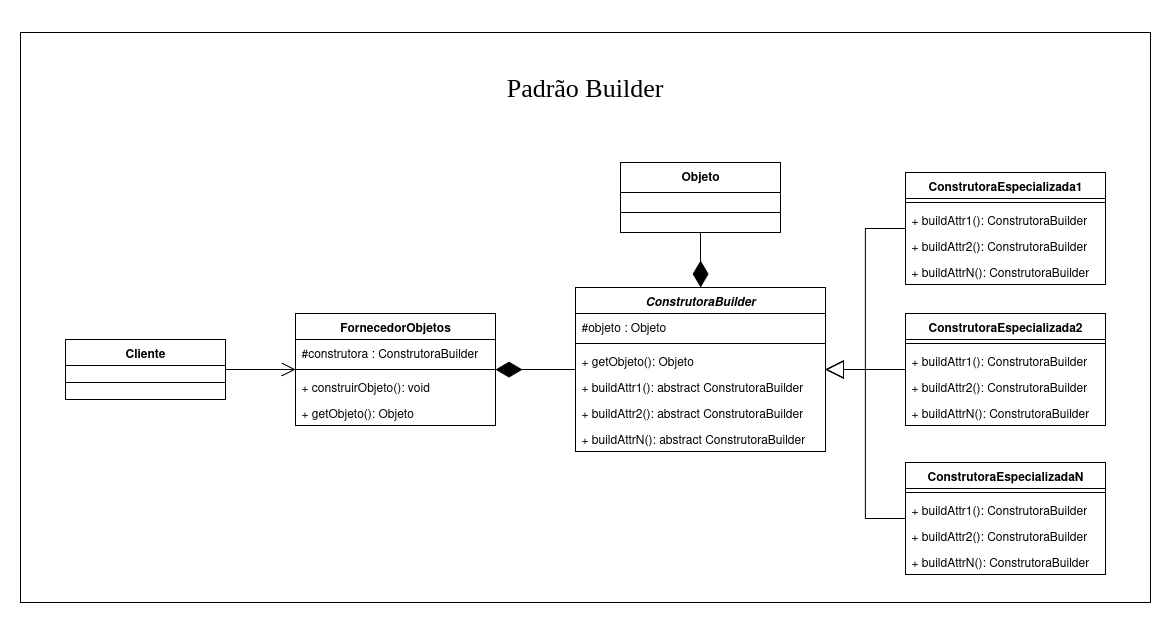 Padrão Builder
Cliente
FornecedorObjetos
#construtora : ConstrutoraBuilder
+ construirObjeto(): void
+ getObjeto(): Objeto
Objeto
ConstrutoraBuilder
#objeto : Objeto
+ getObjeto(): Objeto
+ buildAttr1(): abstract ConstrutoraBuilder
+ buildAttr2(): abstract ConstrutoraBuilder
+ buildAttrN(): abstract ConstrutoraBuilder
ConstrutoraEspecializada1
+ buildAttr1(): ConstrutoraBuilder
+ buildAttr2(): ConstrutoraBuilder
+ buildAttrN(): ConstrutoraBuilder
ConstrutoraEspecializada2
+ buildAttr1(): ConstrutoraBuilder
+ buildAttr2(): ConstrutoraBuilder
+ buildAttrN(): ConstrutoraBuilder
ConstrutoraEspecializadaN
+ buildAttr1(): ConstrutoraBuilder
+ buildAttr2(): ConstrutoraBuilder
+ buildAttrN(): ConstrutoraBuilder